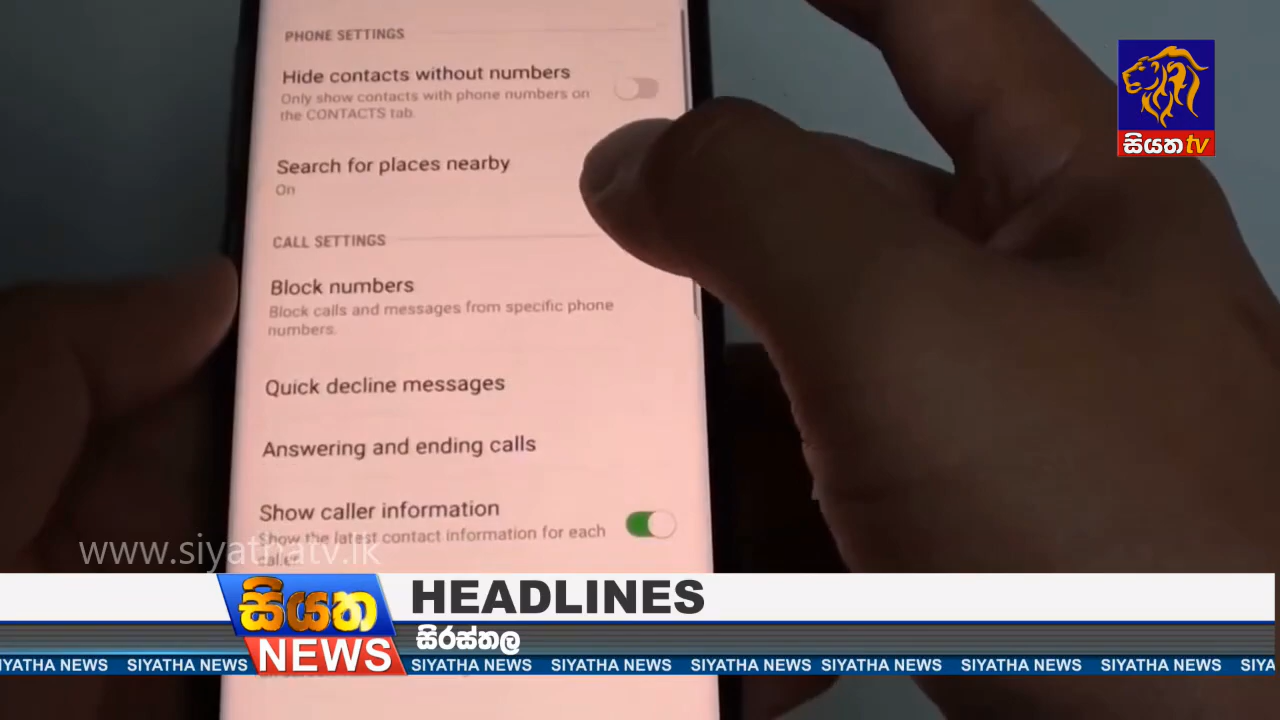 PHONE SETTINGS
Hide contacts without numbers
Only show contacts with phone numbers on
the CONTACTS tab.
Search for places nearby
On
CALL SETTINGS
Block numbers
Block calls and messages from specific phone
numbers.
Quick decline messages
Answering and ending calls
Show caller information
Show the latest contact information for each
caller.
සියත tv
www.siyathatv.lk
සියත
NEWS
HEADLINES
සිරස්තල
IYATHA NEWS SIYATHA NEWS SIYATHA NEWS SIYATHA NEWS SIYATHA NEWS SIYATHA NEWS SIYATHA NEWS SIYATHA NEWS SIYA